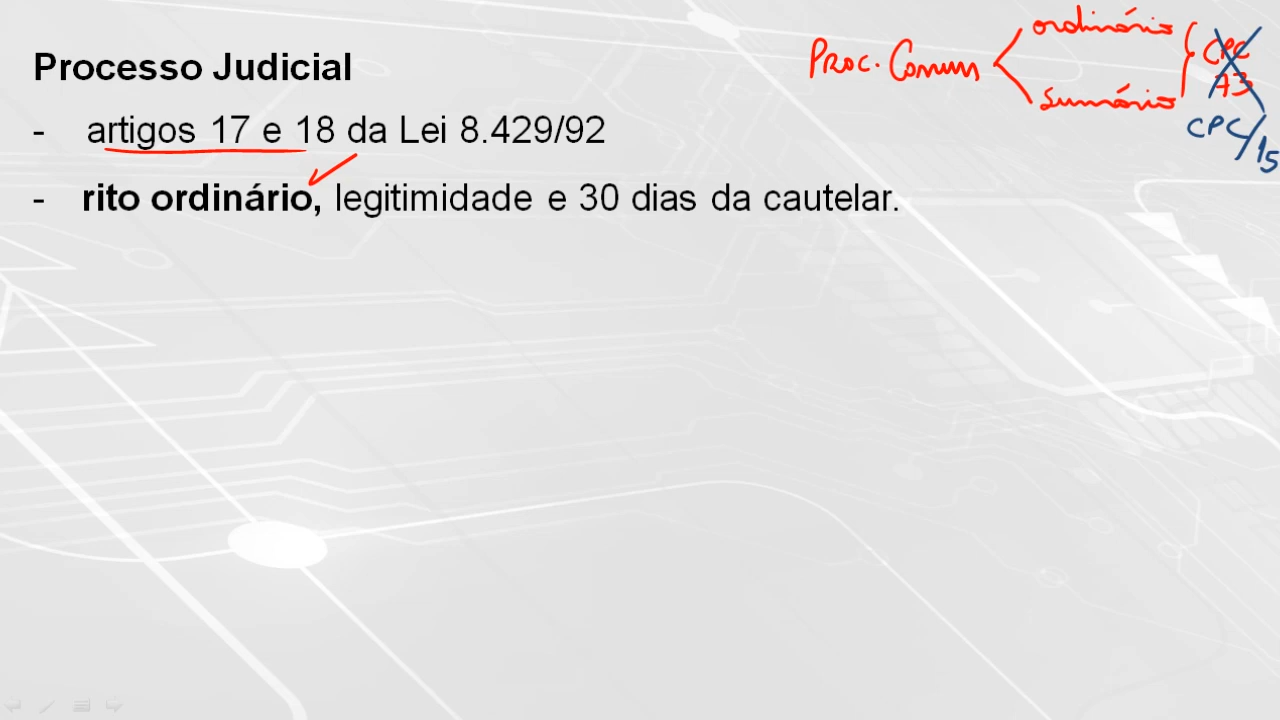 Processo Judicial
- artigos 17 e 18 da Lei 8.429/92
- rito ordinário, legitimidade e 30 dias da cautelar.
Proc. Comum
ordinário
sumário
CPC
73
CPC/15